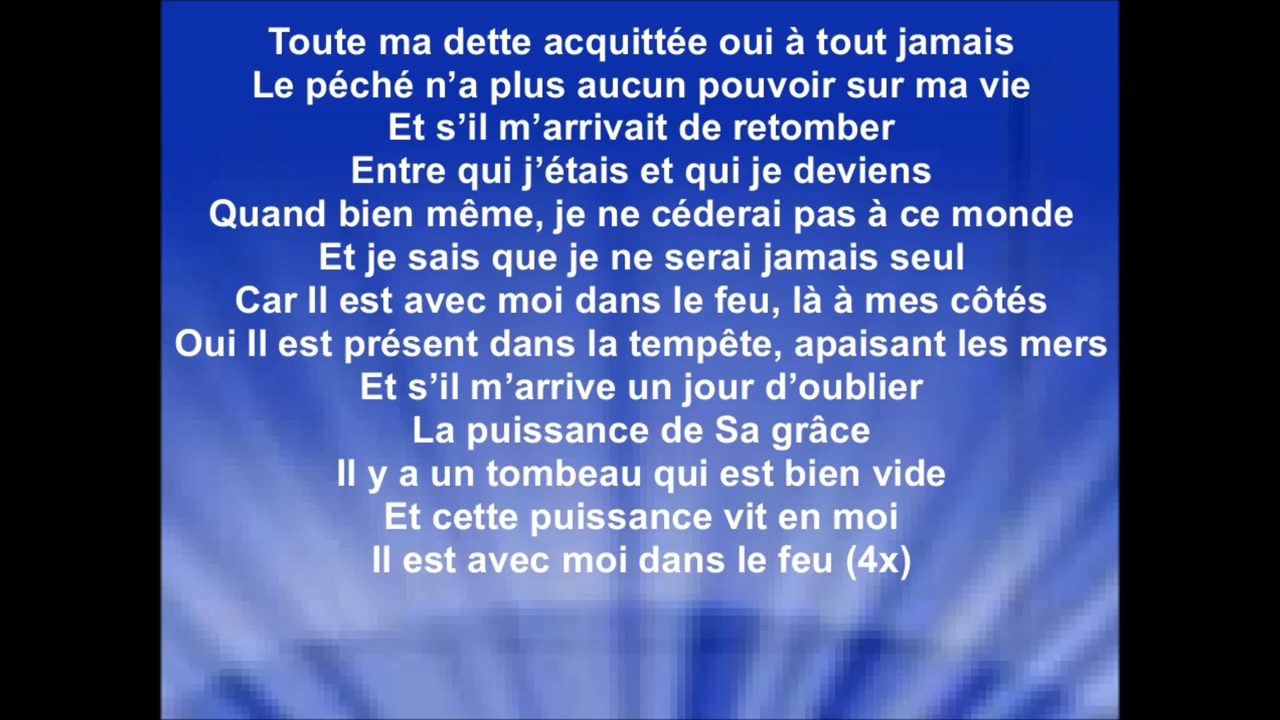 Toute ma dette acquittée oui à tout jamais
Le péché n’a plus aucun pouvoir sur ma vie
Et s’il m’arrivait de retomber
Entre qui j’étais et qui je deviens
Quand bien même, je ne céderai pas à ce monde
Et je sais que je ne serai jamais seul
Car Il est avec moi dans le feu, là à mes côtés
Oui Il est présent dans la tempête, apaisant les mers
Et s’il m’arrive un jour d’oublier
La puissance de Sa grâce
Il y a un tombeau qui est bien vide
Et cette puissance vit en moi
Il est avec moi dans le feu (4x)